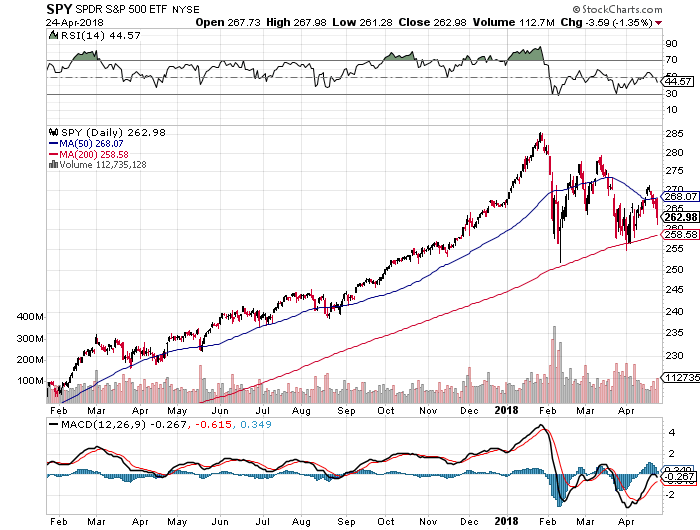 SPY SPDR S&P 500 ETF NYSE © StockCharts.com
24-Apr-2018 Open 267.73 High 267.98 Low 261.28 Close 262.98 Volume 112.7M Chg -3.59 (-1.35%)
RSI(14) 44.57
90
70
50
44.57
30
10
SPY (Daily) 262.98
MA(50) 268.07
MA(200) 258.58
Volume 112,735,128
285
280
275
270
268.07
265
262.98
260
258.58
255
250
245
240
235
230
225
400M
300M
200M
100M
112735
Feb Mar Apr May Jun Jul Aug Sep Oct Nov Dec 2018 Feb Mar Apr
MACD(12,26,9) -0.267, -0.615, 0.349
4
2
0.349
-0.267
-2
Feb Mar Apr May Jun Jul Aug Sep Oct Nov Dec 2018 Feb Mar Apr